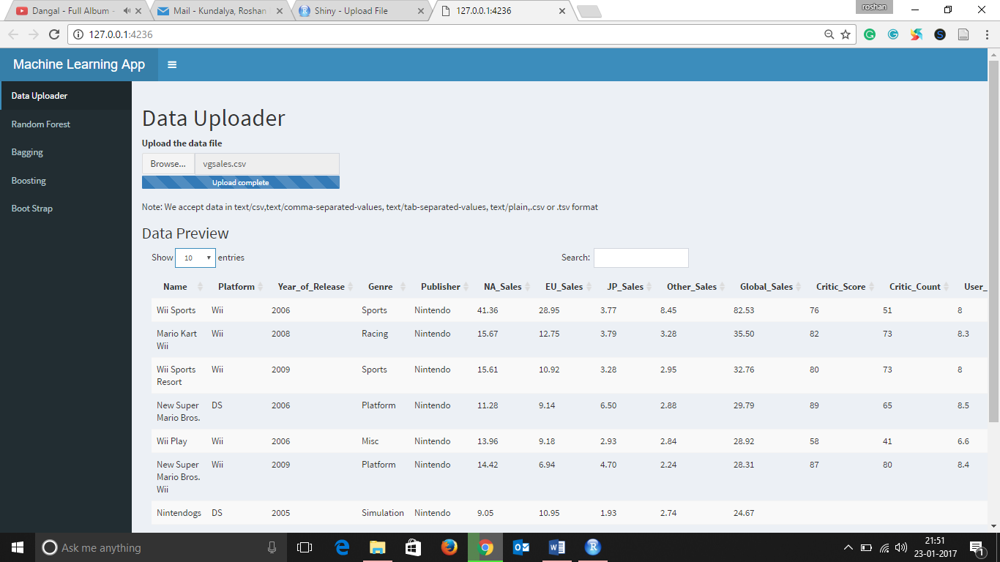 Dangal - Full Album -
Mail - Kundalya, Roshan
Shiny - Upload File
127.0.0.1:4236
roshan
127.0.0.1:4236
Machine Learning App
Data Uploader
Random Forest
Bagging
Boosting
Boot Strap
Data Uploader
Upload the data file
Browse... vgsales.csv
Upload complete
Note: We accept data in text/csv,text/comma-separated-values, text/tab-separated-values, text/plain,.csv or .tsv format
Data Preview
Show 10 entries
Search:
Name Platform Year_of_Release Genre Publisher NA_Sales EU_Sales JP_Sales Other_Sales Global_Sales Critic_Score Critic_Count User_
Wii Sports Wii 2006 Sports Nintendo 41.36 28.95 3.77 8.45 82.53 76 51 8
Mario Kart Wii 2008 Racing Nintendo 15.67 12.75 3.79 3.28 35.50 82 73 8.3
Wii
Wii Sports Wii 2009 Sports Nintendo 15.61 10.92 3.28 2.95 32.76 80 73 8
Resort
New Super DS 2006 Platform Nintendo 11.28 9.14 6.50 2.88 29.79 89 65 8.5
Mario Bros.
Wii Play Wii 2006 Misc Nintendo 13.96 9.18 2.93 2.84 28.92 58 41 6.6
New Super Wii 2009 Platform Nintendo 14.42 6.94 4.70 2.24 28.31 87 80 8.4
Mario Bros.
Wii
Nintendogs DS 2005 Simulation Nintendo 9.05 10.95 1.93 2.74 24.67
Ask me anything
21:51
23-01-2017
1